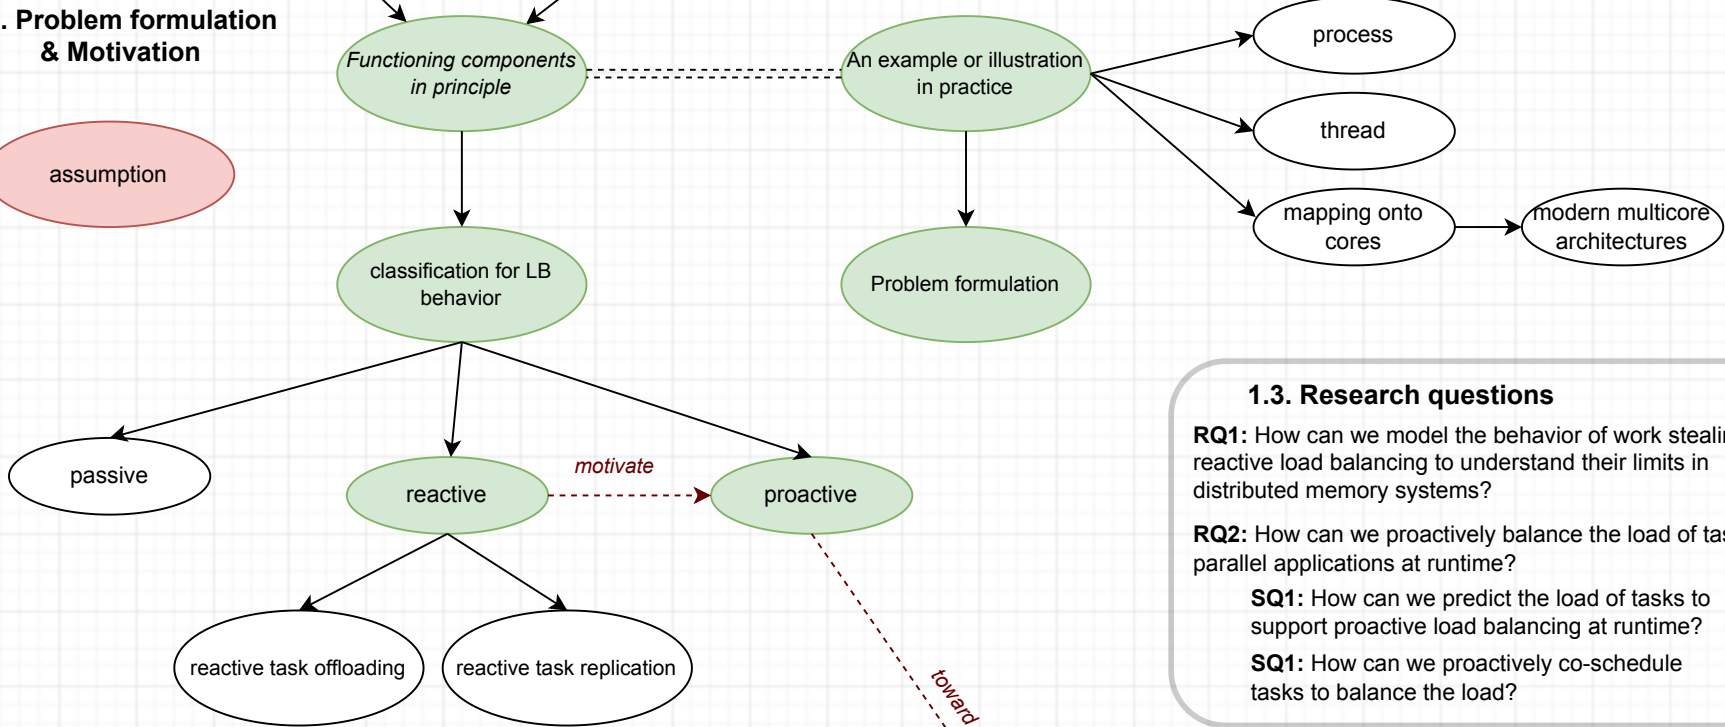 . Problem formulation
& Motivation
Functioning components
in principle
An example or illustration
in practice
process
thread
mapping onto
cores
modern multicore
architectures
assumption
classification for LB
behavior
Problem formulation
passive
reactive
motivate
proactive
reactive task offloading
reactive task replication
toward
1.3. Research questions
RQ1: How can we model the behavior of work
reactive load balancing to understand their limits in
distributed memory systems?
RQ2: How can we proactively balance the load of
parallel applications at runtime?
SQ1: How can we predict the load of tasks to
support proactive load balancing at runtime?
SQ1: How can we proactively co-schedule
tasks to balance the load?